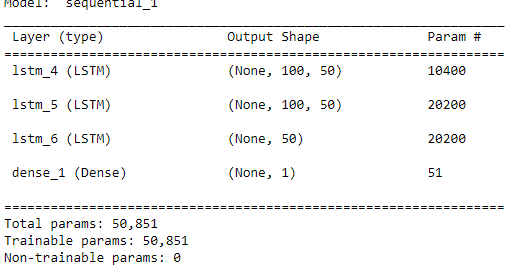 Model: "sequential_1"
Layer (type) Output Shape Param #
lstm_4 (LSTM) (None, 100, 50) 10400
lstm_5 (LSTM) (None, 100, 50) 20200
lstm_6 (LSTM) (None, 50) 20200
dense_1 (Dense) (None, 1) 51
Total params: 50,851
Trainable params: 50,851
Non-trainable params: 0